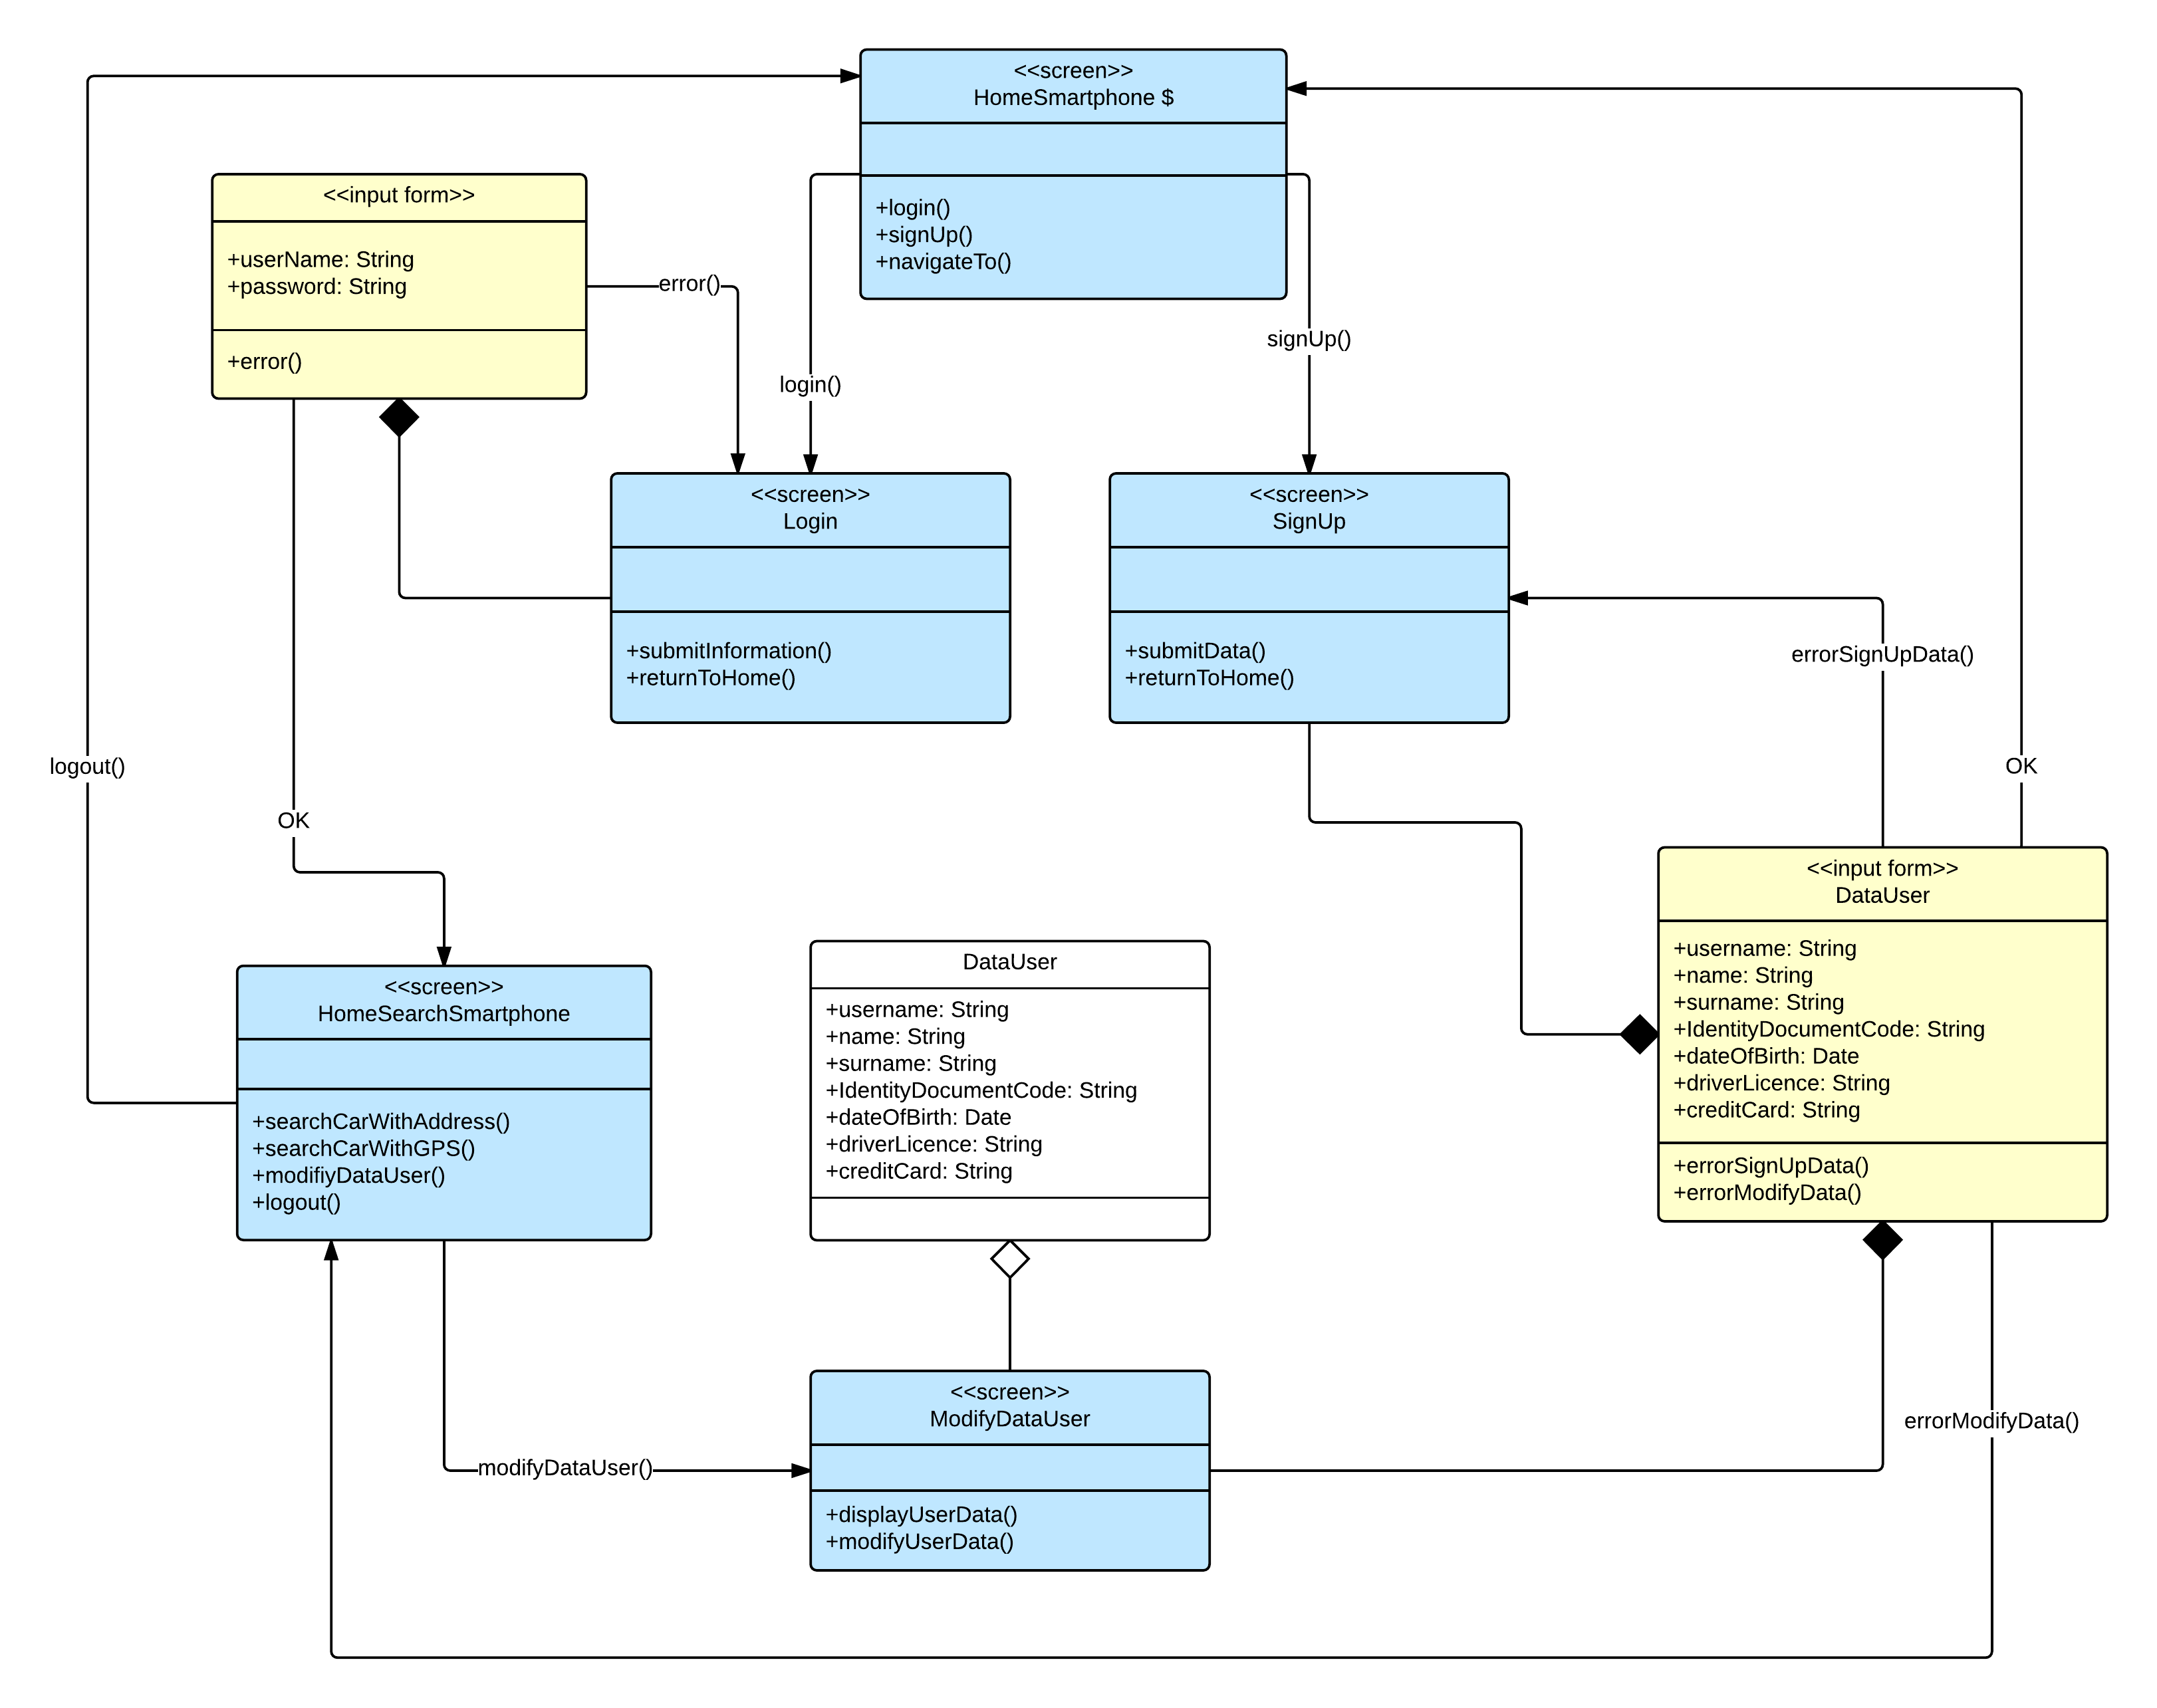 <<screen>>
HomeSmartphone $
+login()
+signUp()
+navigateTo()
<<input form>>
+userName: String
+password: String
+error()
error()
login()
signUp()
<<screen>>
Login
+submitInformation()
+returnToHome()
<<screen>>
SignUp
+submitData()
+returnToHome()
errorSignUpData()
logout()
OK
OK
<<input form>>
DataUser
+username: String
+name: String
+surname: String
+IdentityDocumentCode: String
+dateOfBirth: Date
+driverLicence: String
+creditCard: String
+errorSignUpData()
+errorModifyData()
<<screen>>
HomeSearchSmartphone
+searchCarWithAddress()
+searchCarWithGPS()
+modifiyDataUser()
+logout()
DataUser
+username: String
+name: String
+surname: String
+IdentityDocumentCode: String
+dateOfBirth: Date
+driverLicence: String
+creditCard: String
<<screen>>
ModifyDataUser
+displayUserData()
+modifyUserData()
modifyDataUser()
errorModifyData()